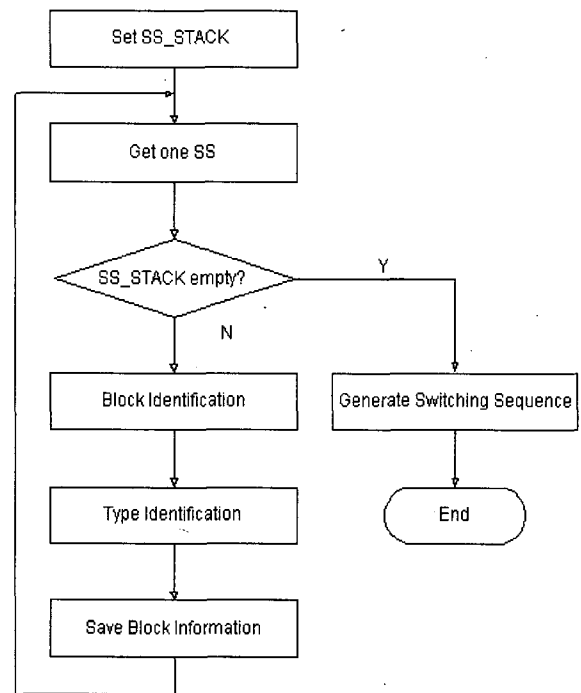 Set SS_STACK
Get one SS
SS_STACK empty?
Y
N
Block Identification
Generate Switching Sequence
Type Identification
End
Save Block Information